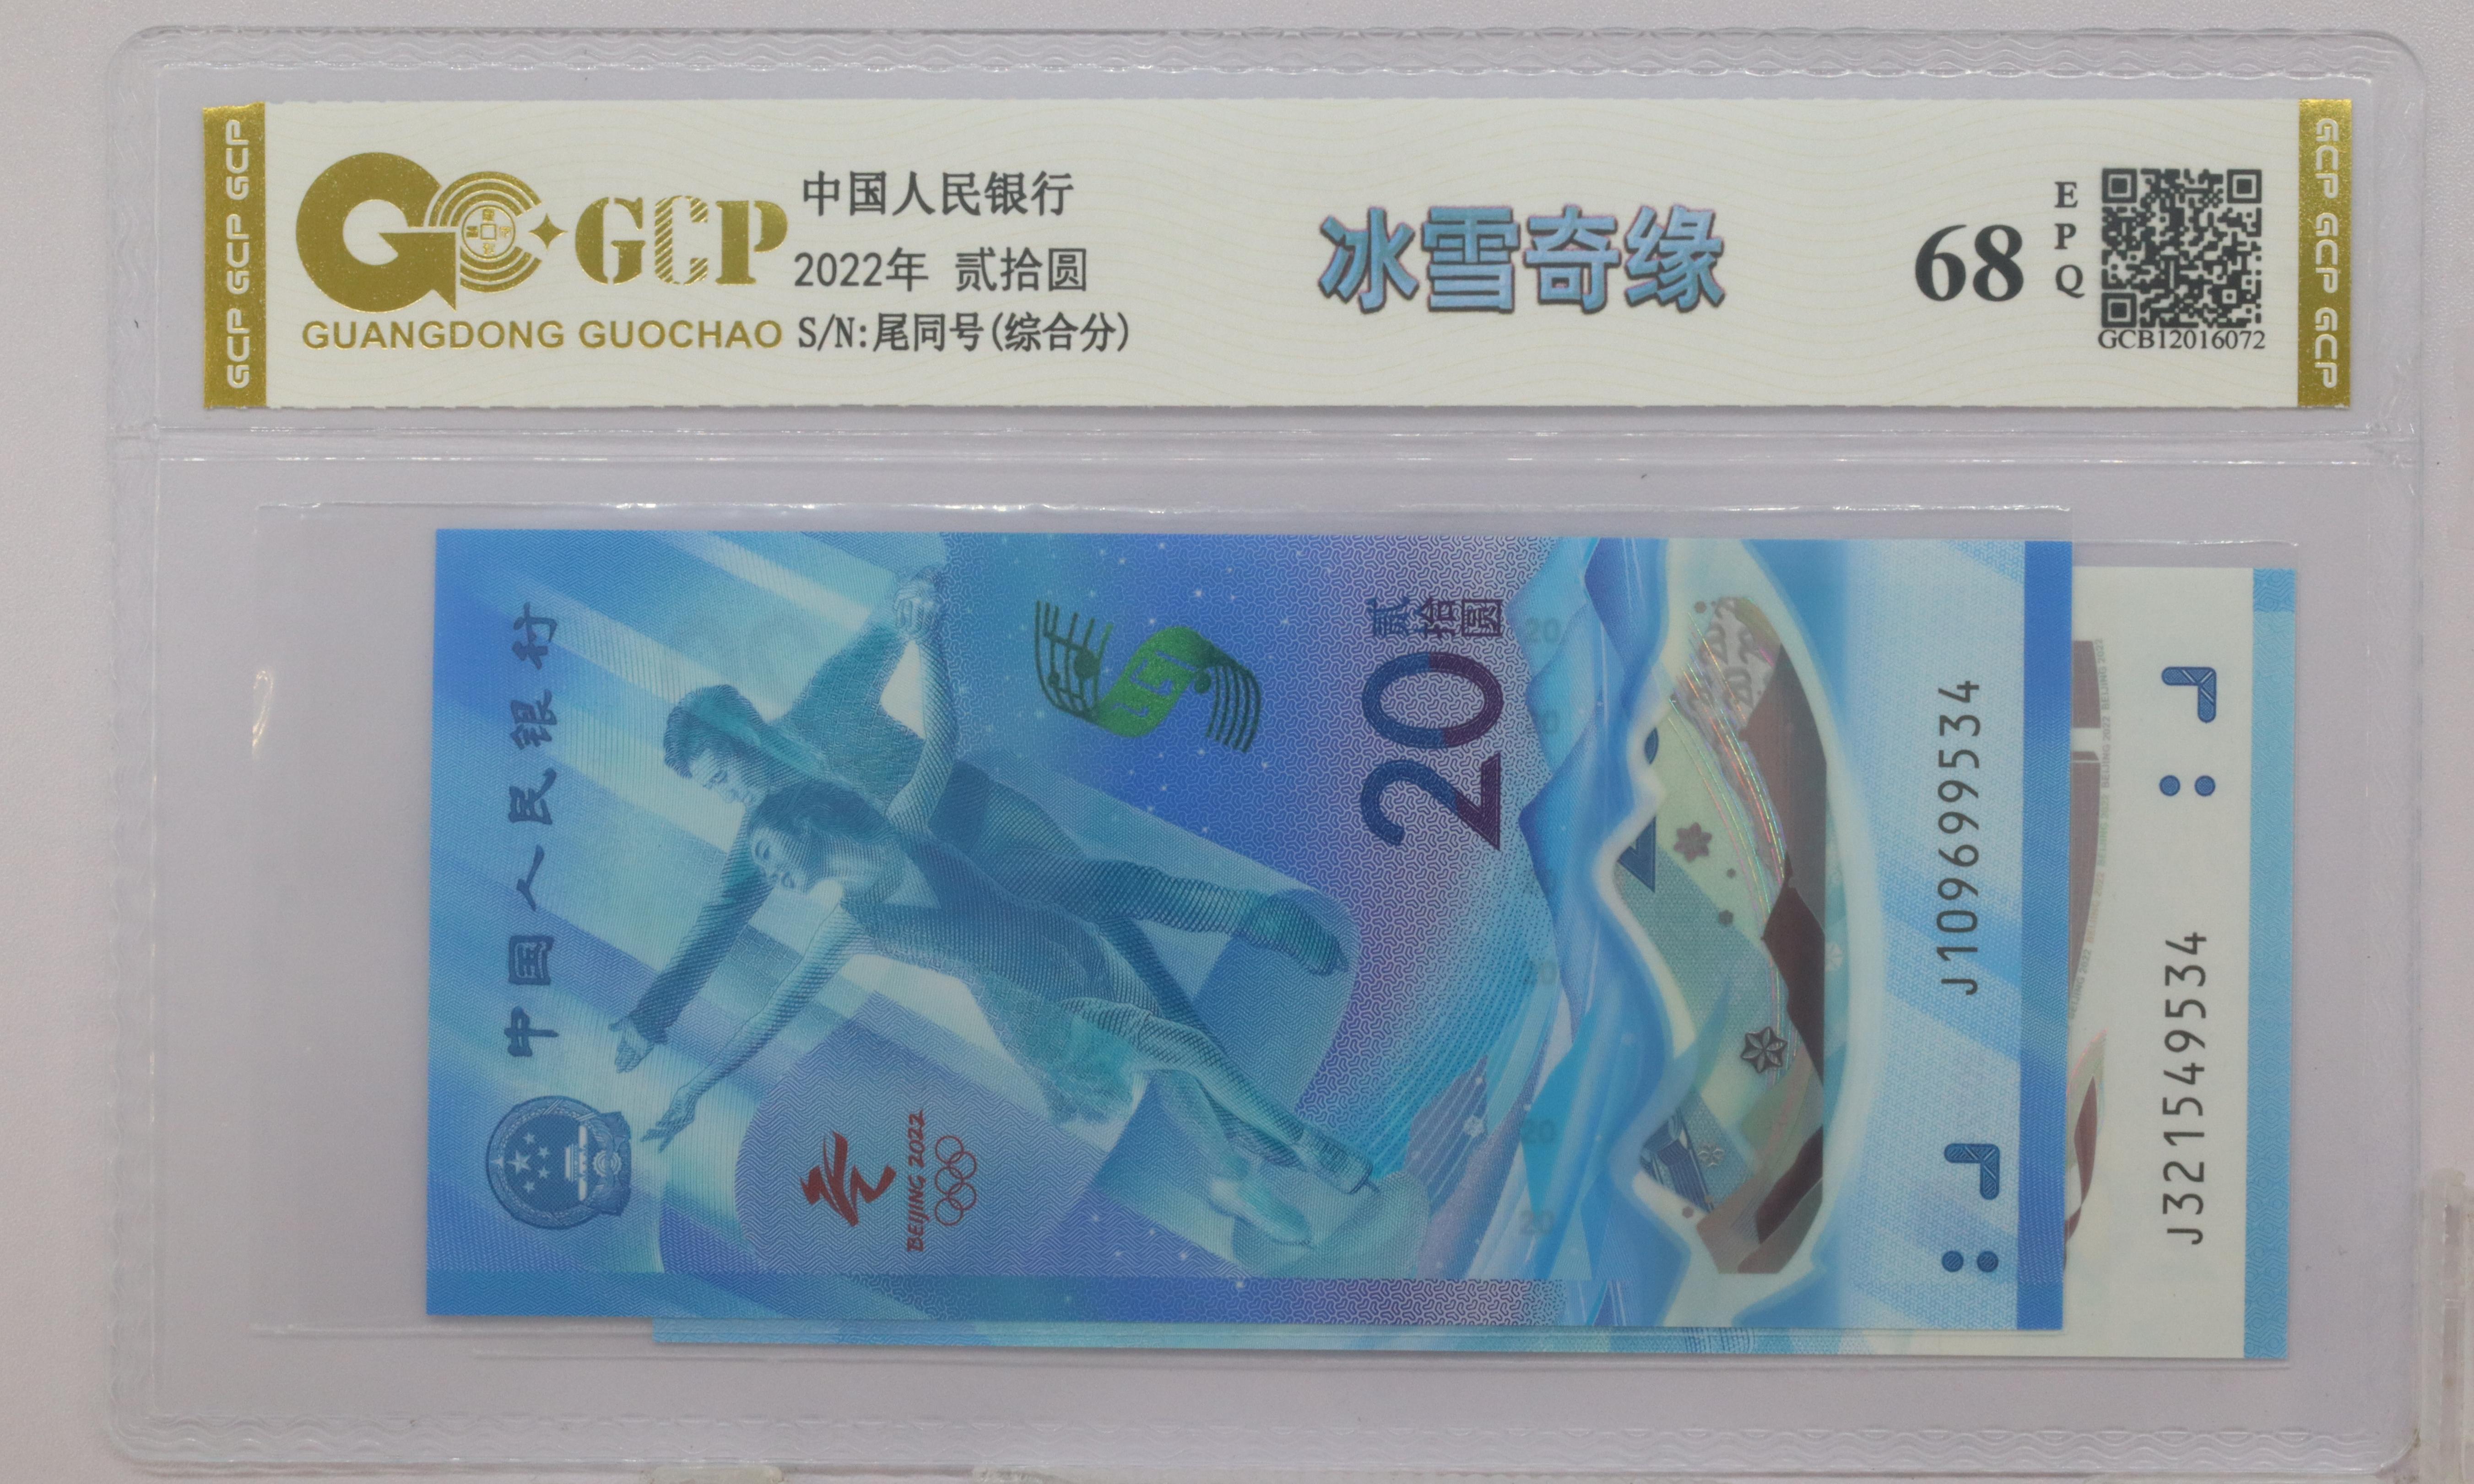 GCP GCP GCP
GCP
GUANGDONG GUOCHAO
中国人民银行
2022年 贰拾圆
S/N:尾同号(综合分)
冰雪奇缘
68
EPQ
GCB12016072
GCP GCP GCP
中国人民银行
BEIJING 2022
贰拾圆
20
J109699534
J321549534